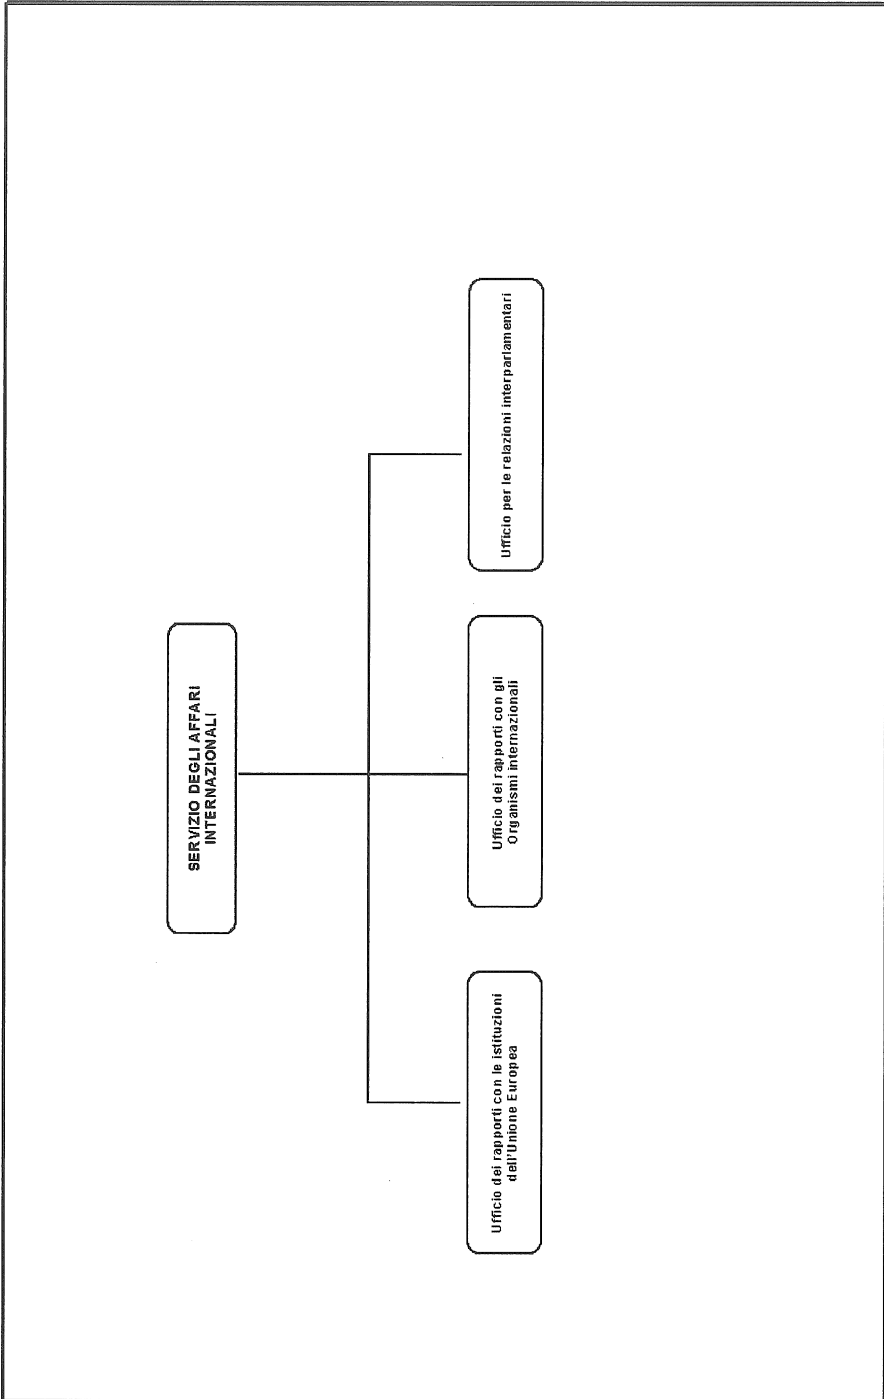 SERVIZIO DEGLI AFFARI
INTERNAZIONALI
Ufficio dei rapporti con le istituzioni
dell'Unione Europea
Ufficio dei rapporti con gli
Organismi internazionali
Ufficio per le relazioni interparlamentari